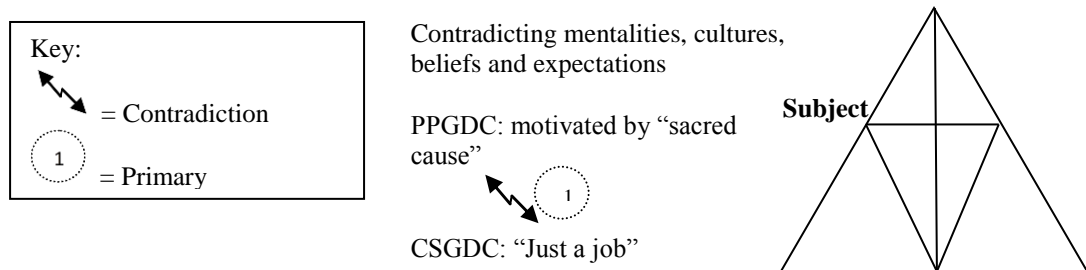 Key:
= Contradiction
1
= Primary
Contradicting mentalities, cultures,
beliefs and expectations
PPGDC: motivated by “sacred
cause”
1
CSGDC: “Just a job”
Subject